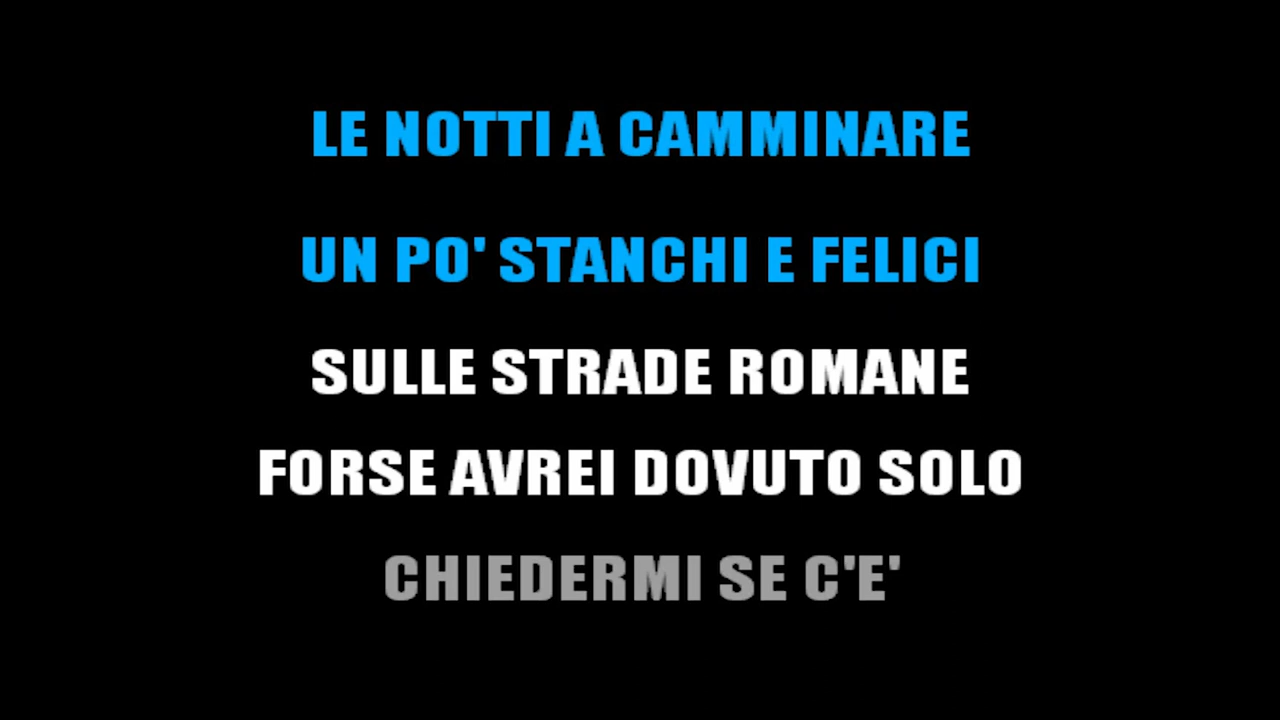 LE NOTTI A CAMMINARE
UN PO' STANCHI E FELICI
SULLE STRADE ROMANE
FORSE AVREI DOVUTO SOLO
CHIEDERMI SE C'E'